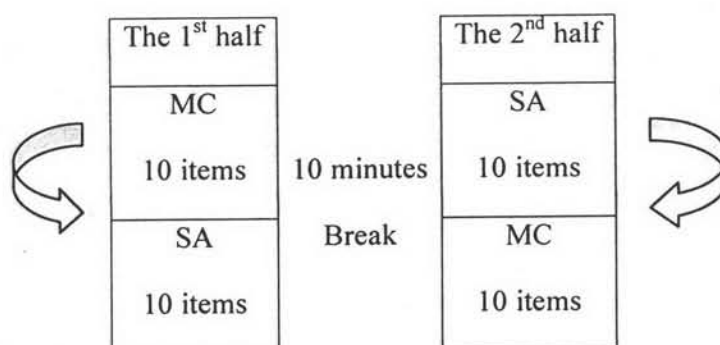 The 1st half
MC
10 items
SA
10 items
10 minutes
Break
The 2nd half
SA
10 items
MC
10 items